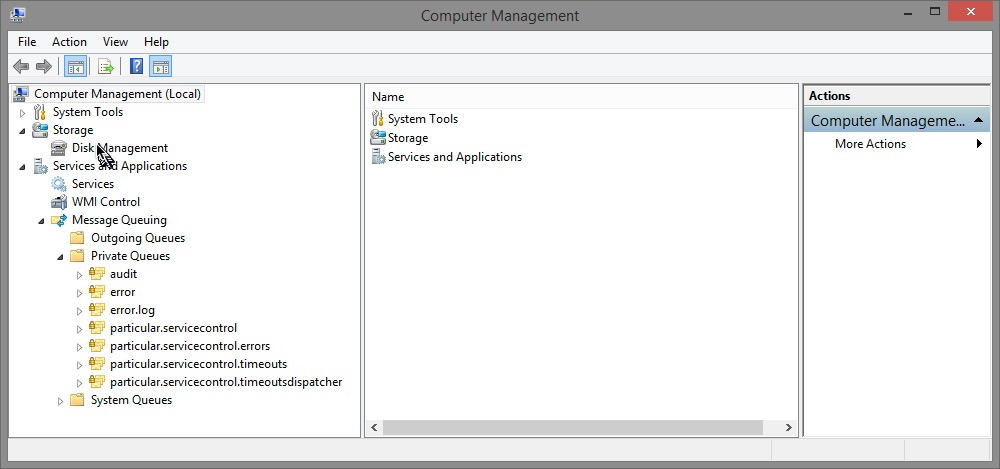 Computer Management
File Action View Help
Computer Management (Local)
System Tools
Storage
Disk Management
Services and Applications
Services
WMI Control
Message Queuing
Outgoing Queues
Private Queues
audit
error
error.log
particular.servicecontrol
particular.servicecontrol.errors
particular.servicecontrol.timeouts
particular.servicecontrol.timeoutsdispatcher
System Queues
Name
System Tools
Storage
Services and Applications
Actions
Computer Manageme...
More Actions